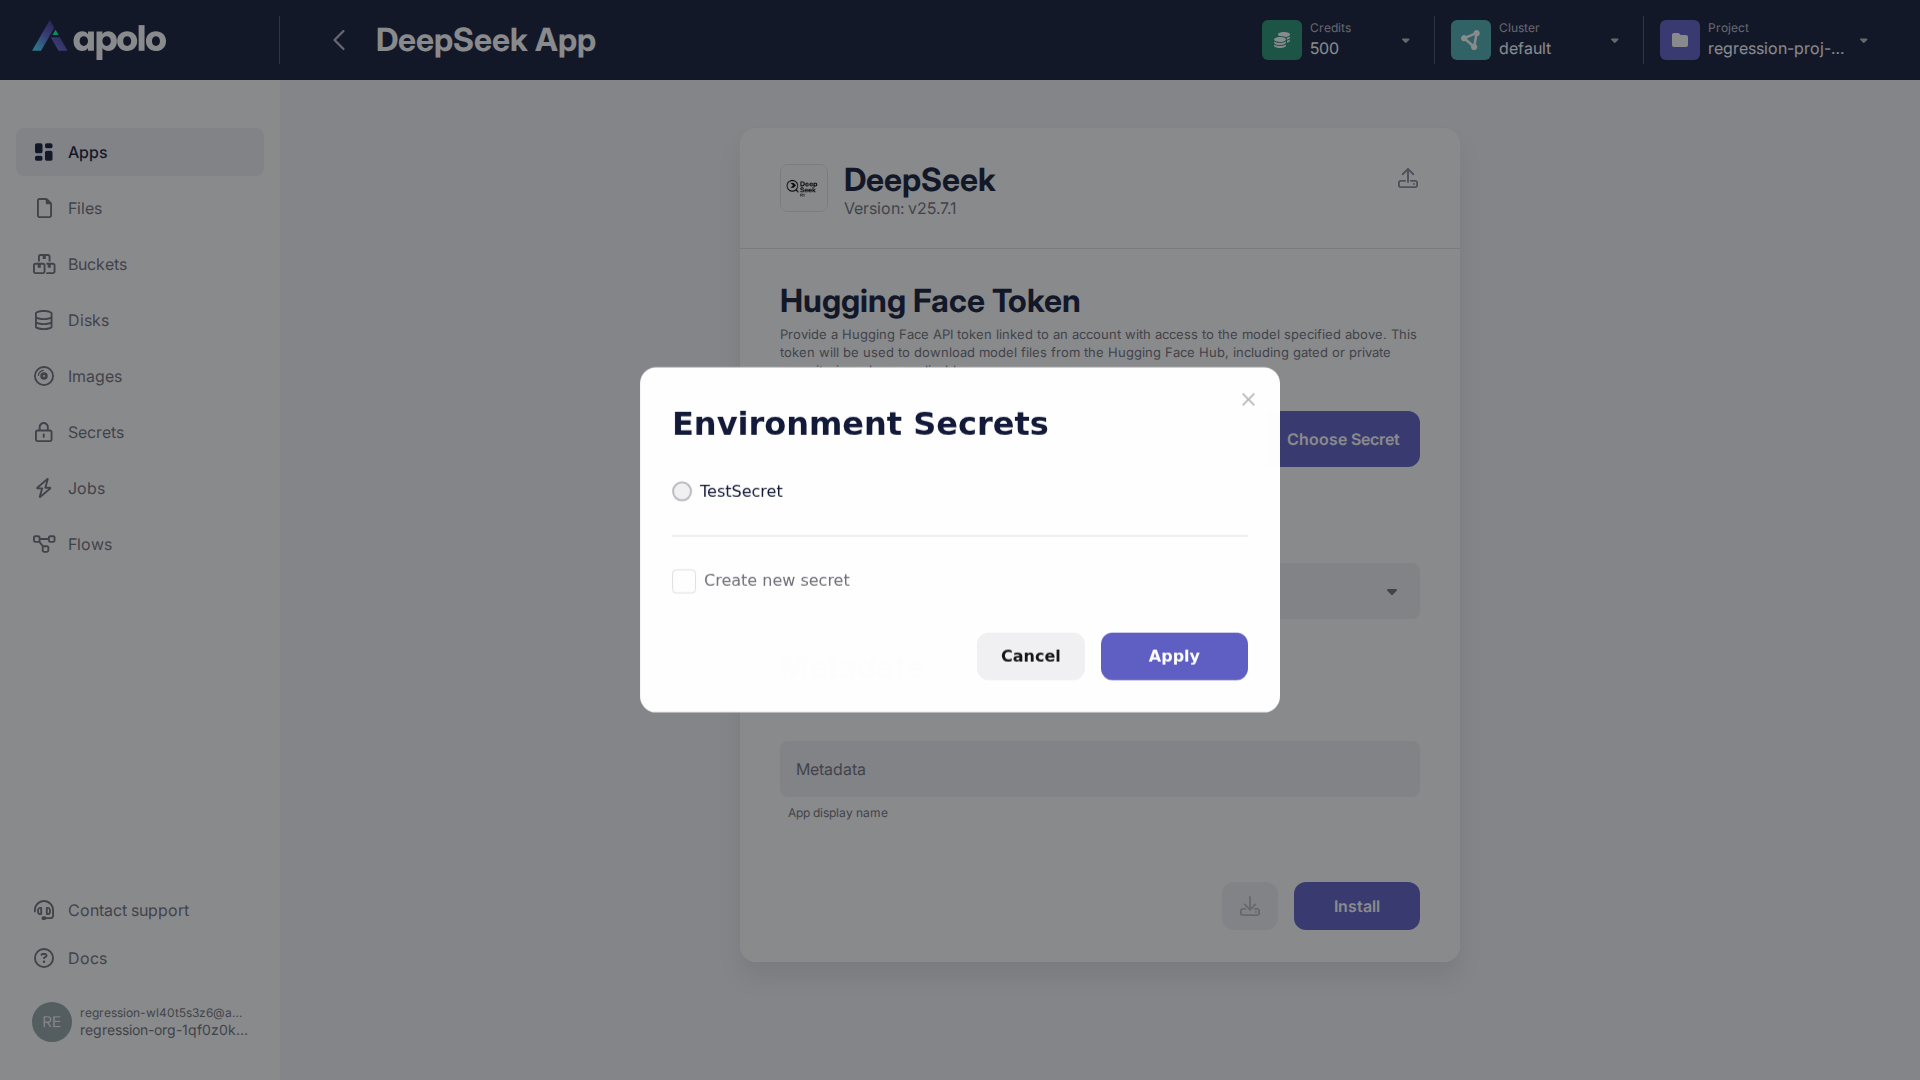 apolo
DeepSeek App
Credits
500
Cluster
default
Project
regression-proj-...
Apps
Files
Buckets
Disks
Images
Secrets
Jobs
Flows
Contact support
Docs
RE
regression-wl40t5s3z6@a...
regression-org-1qf0z0k...
Deep
Seek
DeepSeek
Version: v25.7.1
Hugging Face Token
Provide a Hugging Face API token linked to an account with access to the model specified above. This
token will be used to download model files from the Hugging Face Hub, including gated or private
Choose Secret
Environment Secrets
TestSecret
Create new secret
Cancel
Apply
Metadata
App display name
Install